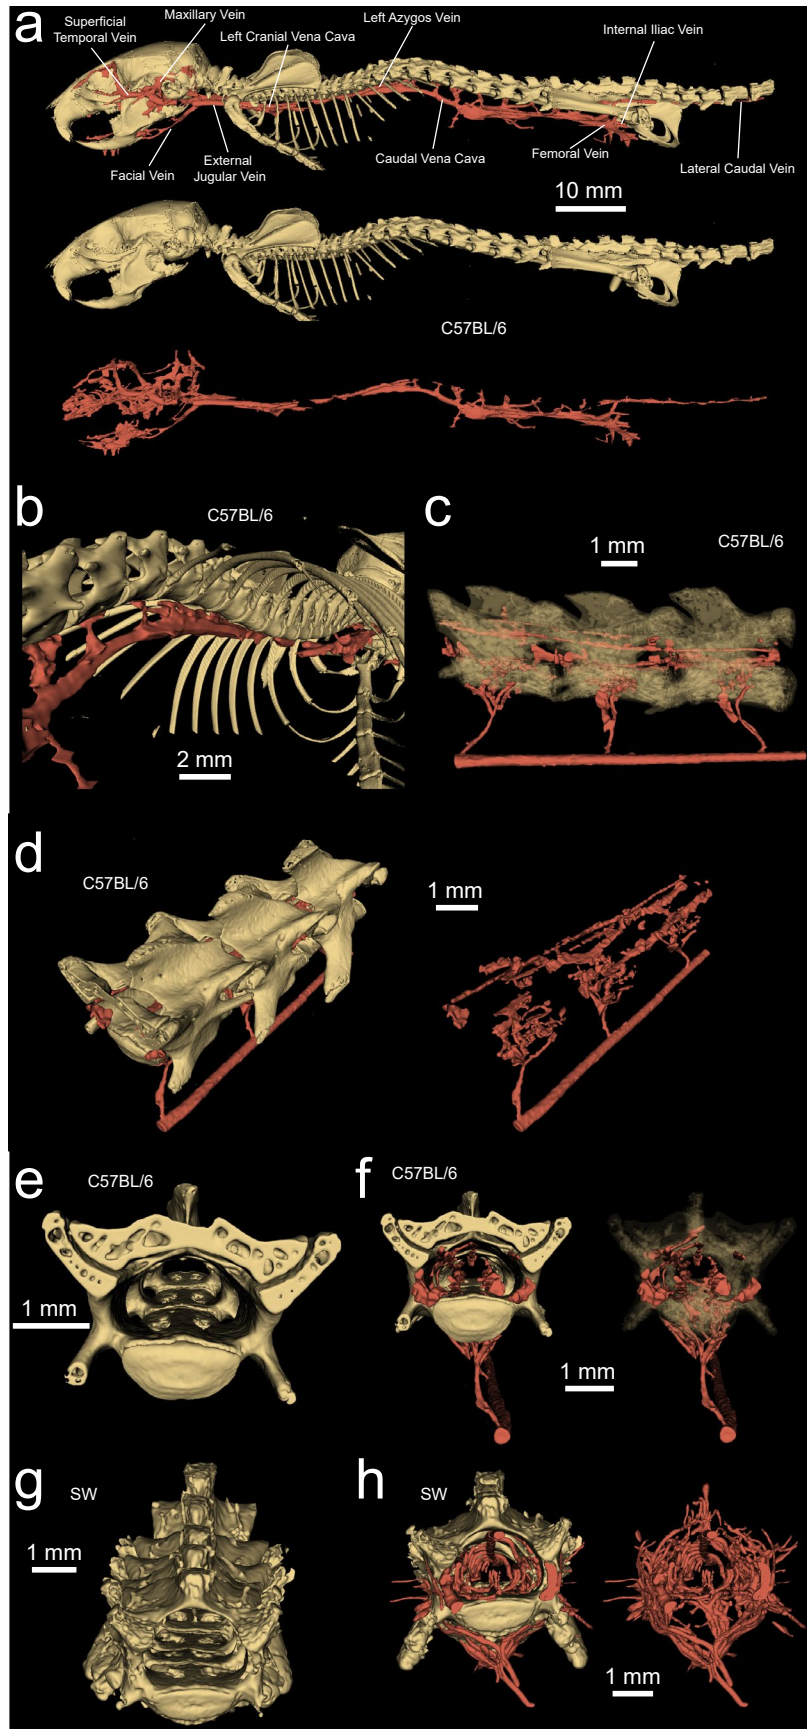 a
Superficial
Temporal Vein
Maxillary Vein
Left Cranial Vena Cava
Left Azygos Vein
Internal Iliac Vein
Facial Vein
External
Jugular Vein
Caudal Vena Cava
Femoral Vein
Lateral Caudal Vein
10 mm
C57BL/6
b
C57BL/6
2 mm
c
1 mm
C57BL/6
d
C57BL/6
1 mm
e
C57BL/6
1 mm
f
C57BL/6
1 mm
g
SW
1 mm
h
SW
1 mm